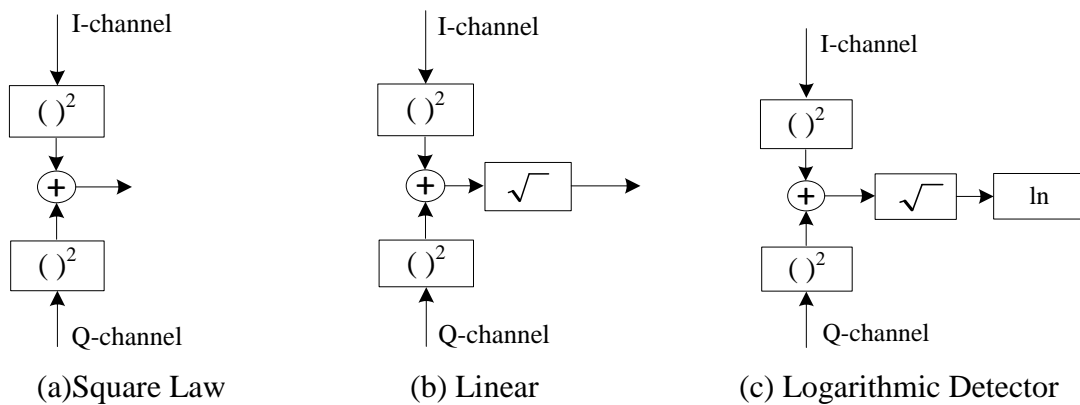 I-channel
( )²
+
( )²
Q-channel
(a)Square Law
I-channel
( )²
+
√
( )²
Q-channel
(b) Linear
I-channel
( )²
+
√
ln
( )²
Q-channel
(c) Logarithmic Detector